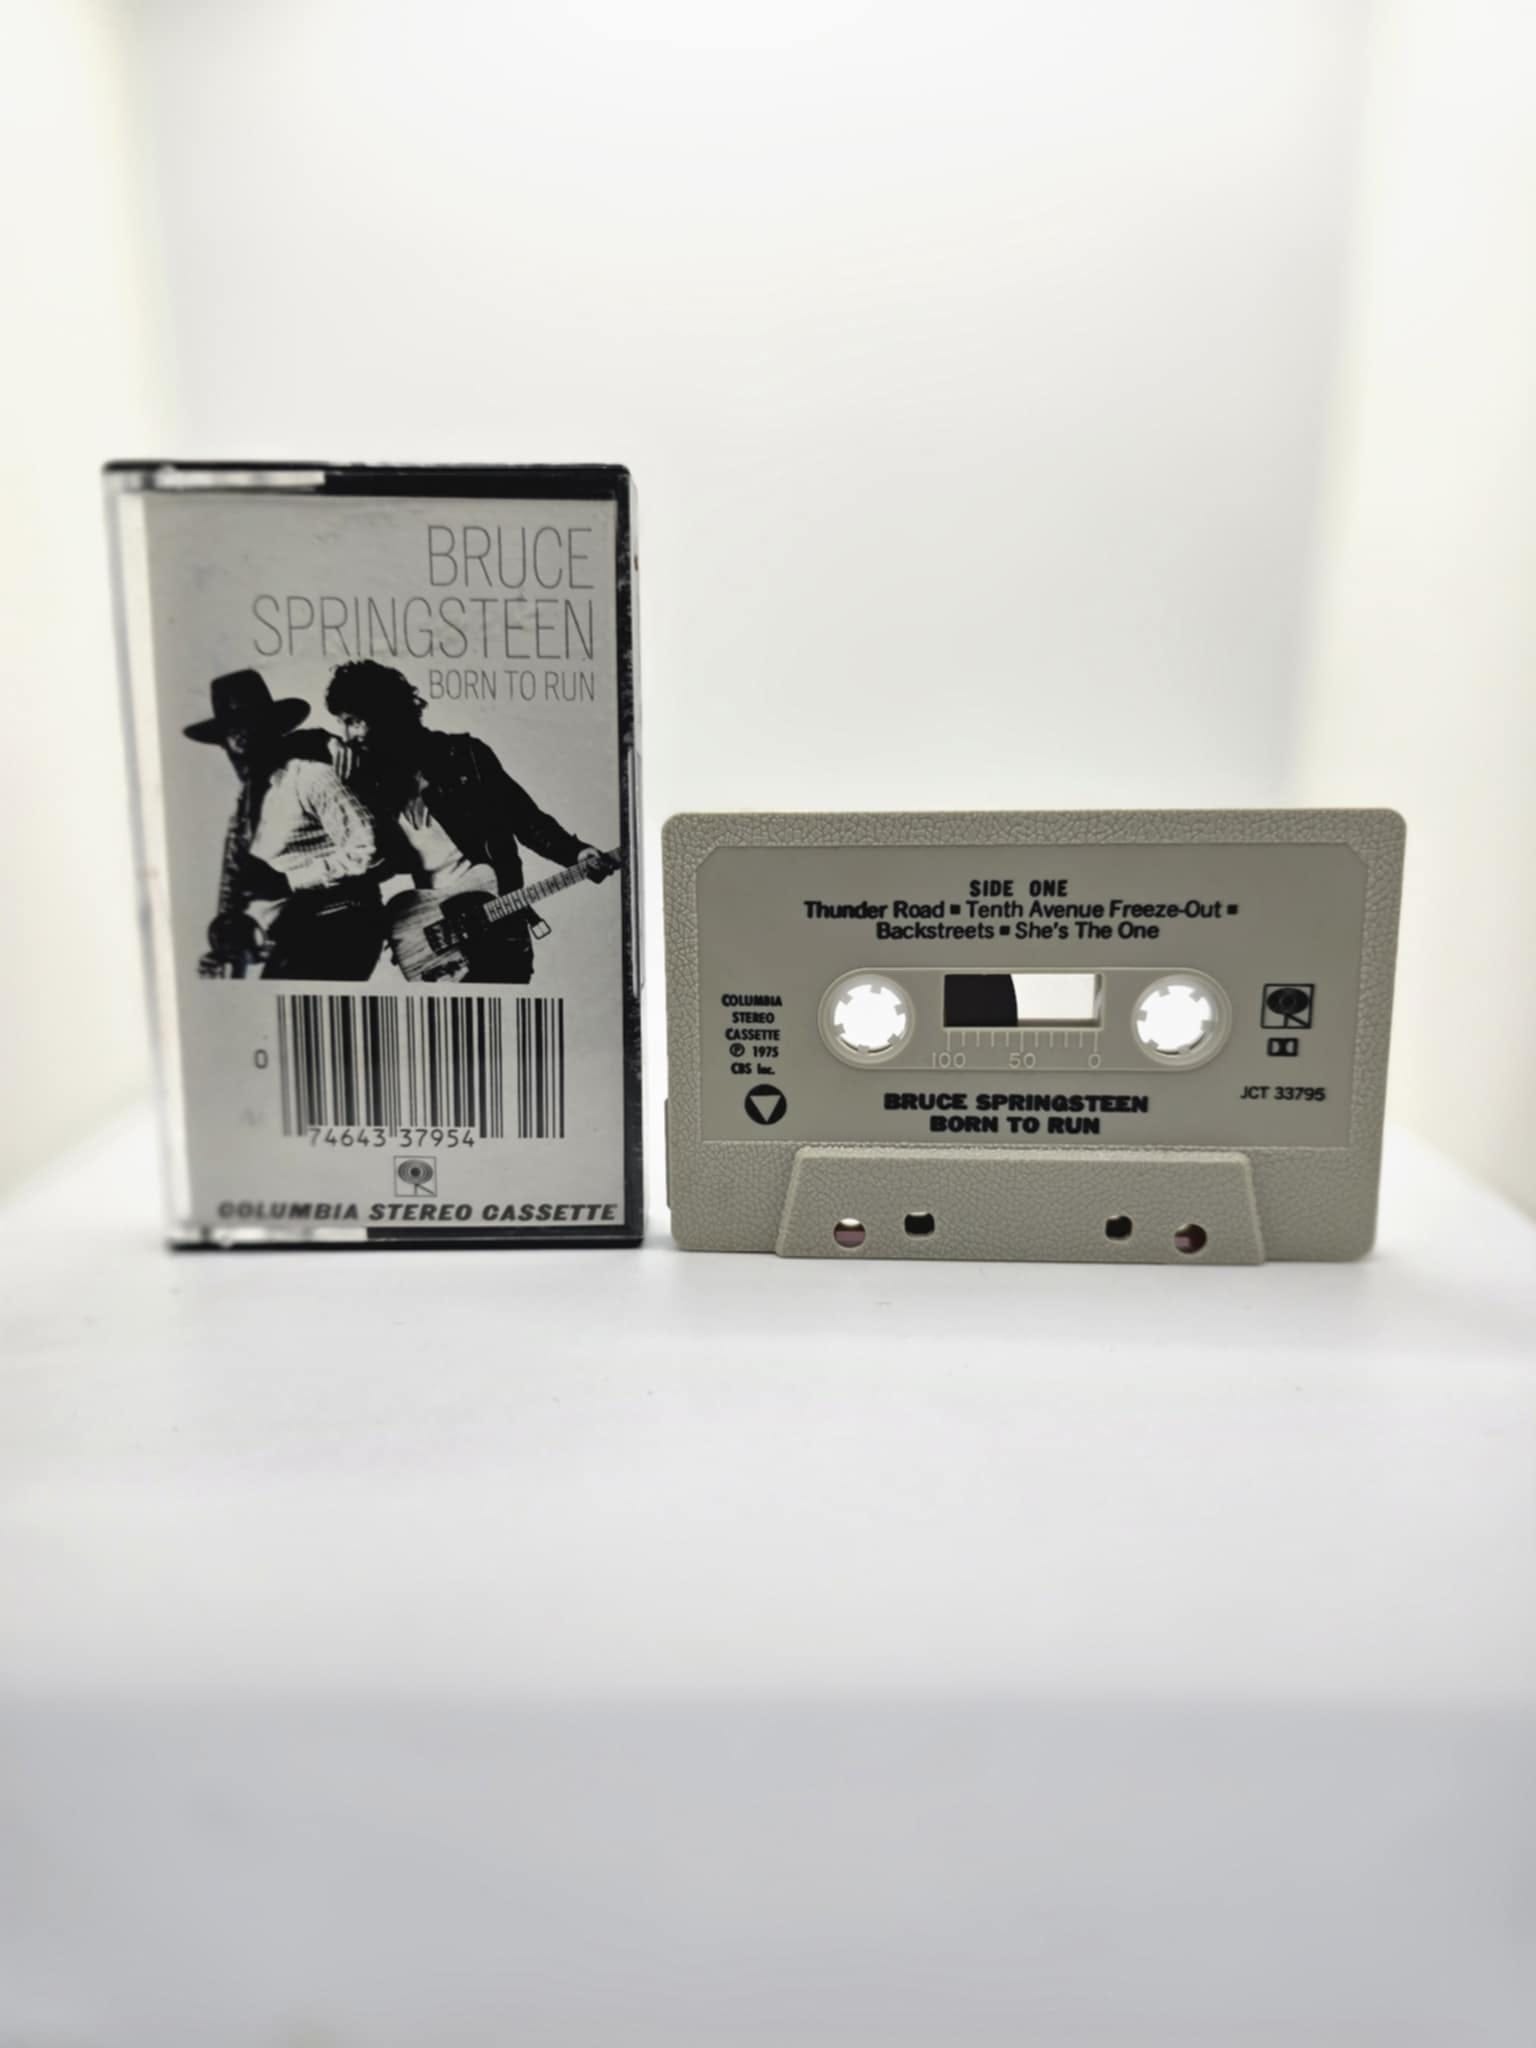 BRUCE
SPRINGSTEEN
BORN TO RUN
0
74643 37954
COLUMBIA STEREO CASSETTE
SIDE ONE
Thunder Road ▪ Tenth Avenue Freeze-Out ▪
Backstreets ▪ She's The One
COLUMBIA
STEREO
CASSETTE
℗ 1975
CBS Inc.
100 50 0
JCT 33795
BRUCE SPRINGSTEEN
BORN TO RUN